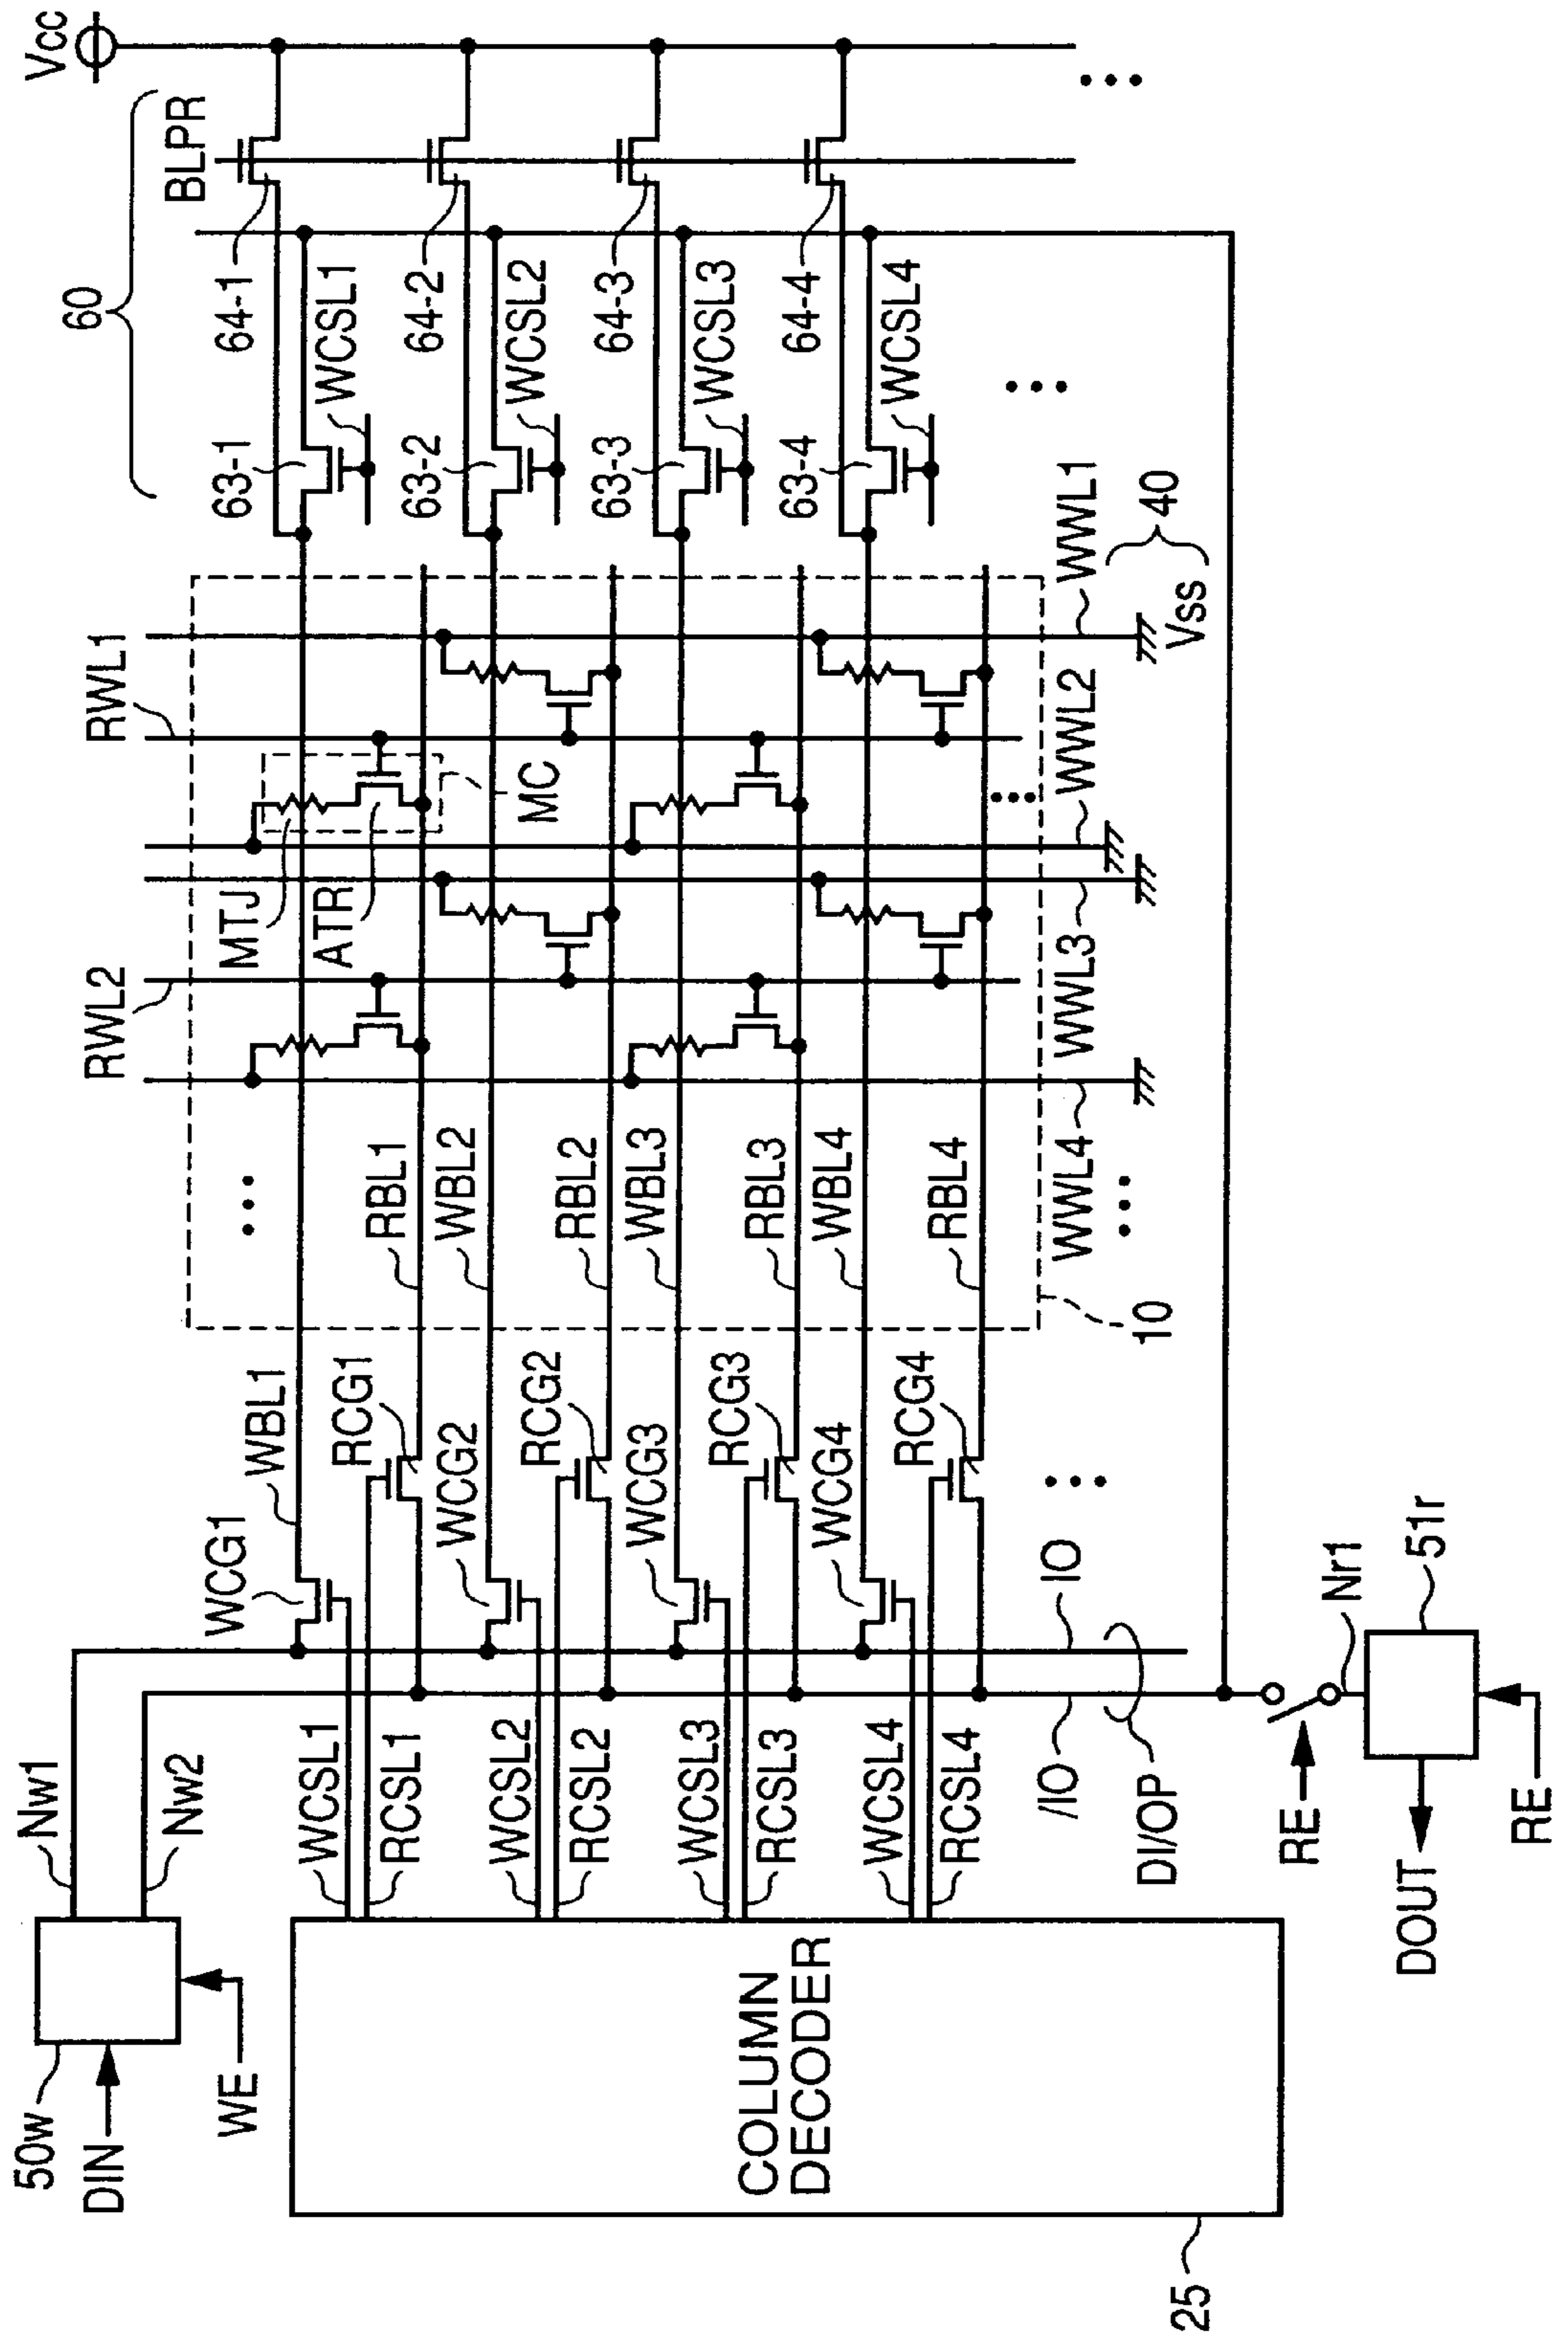 Vcc
60
BLPR
64-1
64-2
64-3
64-4
WCSL1
WCSL2
WCSL3
WCSL4
63-1
63-2
63-3
63-4
RWL1
WWL1
40
Vss
WWL2
MC
MTJ
ATR
RWL2
WWL3
WWL4
RBL1
WBL2
RBL2
WBL3
RBL3
WBL4
RBL4
10
WBL1
RCG1
WCG2
RCG2
WCG3
RCG3
WCG4
RCG4
WCG1
IO
Nr1
51r
Nw1
Nw2
WCSL1
RCSL1
WCSL2
RCSL2
WCSL3
RCSL3
WCSL4
RCSL4
/IO
DI/OP
RE
DOUT
RE
50w
DIN
WE
COLUMN
DECODER
25